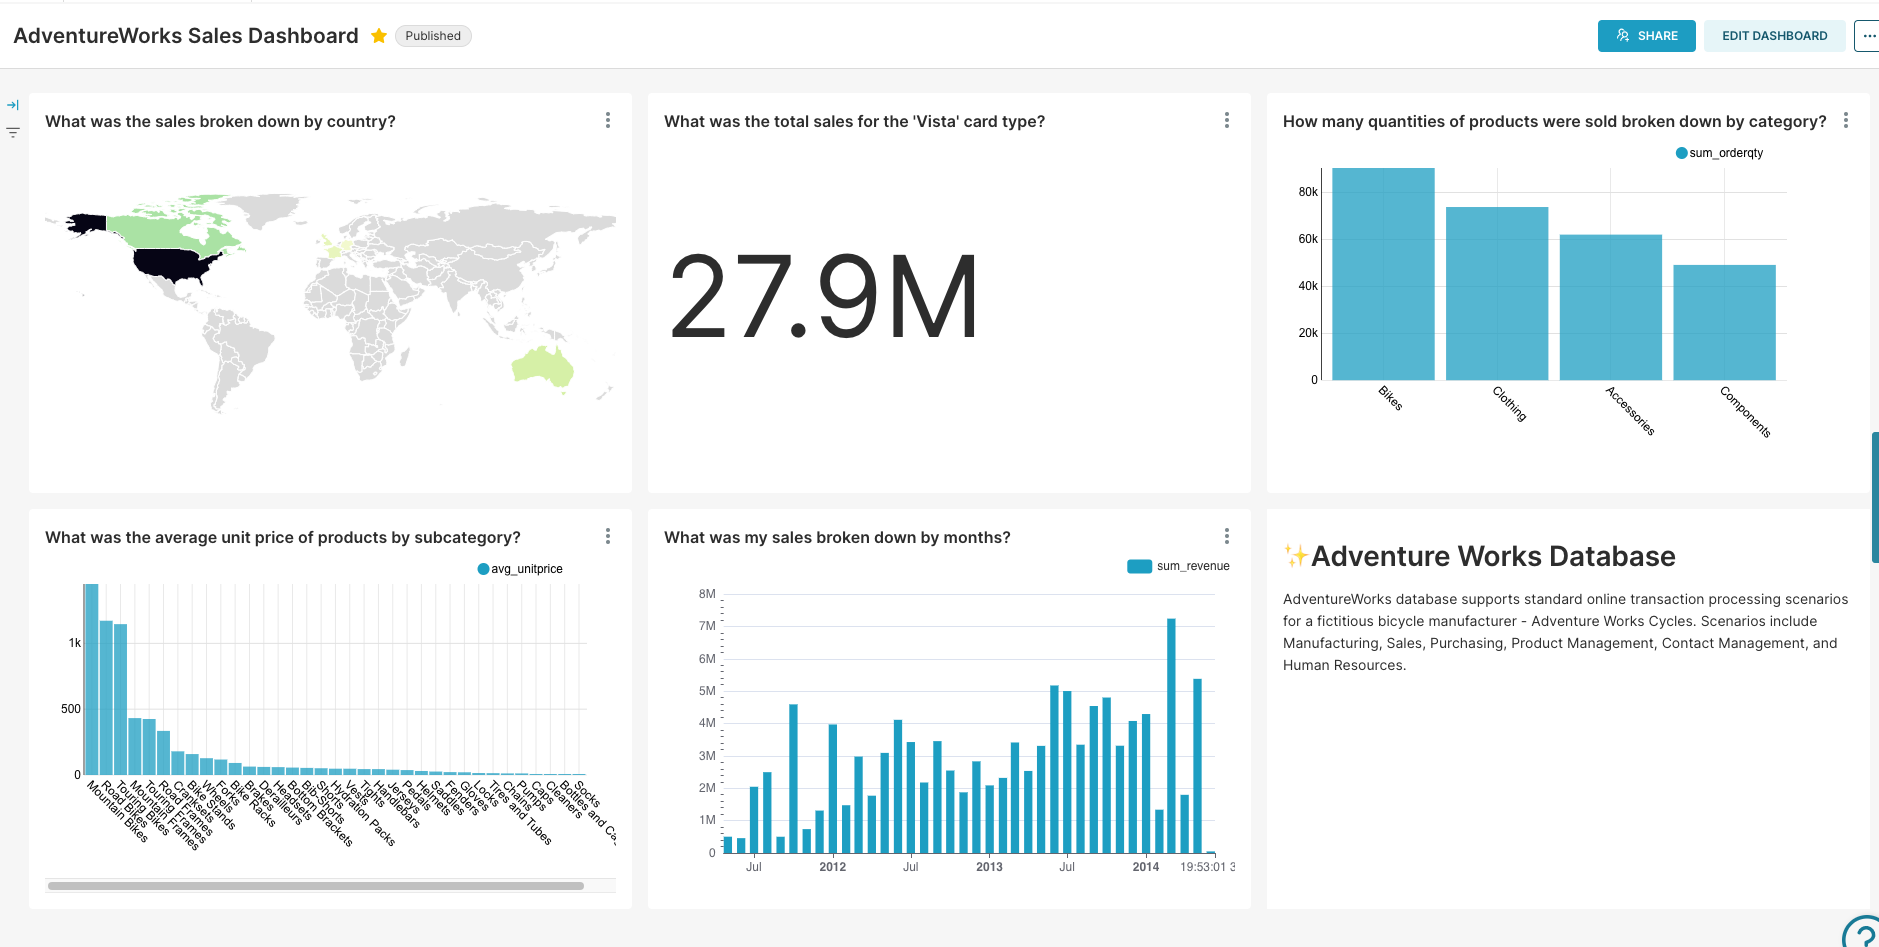 AdventureWorks Sales Dashboard
Published
SHARE
EDIT DASHBOARD
What was the sales broken down by country?
What was the total sales for the 'Vista' card type?
27.9M
How many quantities of products were sold broken down by category?
sum_orderqty
80k
60k
40k
20k
0
Bikes
Clothing
Accessories
Components
What was the average unit price of products by subcategory?
avg_unitprice
1k
500
0
Mountain Bikes
Road Bikes
Touring Bikes
Mountain Frames
Touring Frames
Road Frames
Cranksets
Bike Stands
Wheels
Forks
Bike Racks
Brakes
Derailleurs
Headsets
Bottom Brackets
Bib-Shorts
Shorts
Hydration Packs
Vests
Tights
Handlebars
Jerseys
Pedals
Helmets
Saddles
Fenders
Gloves
Locks
Tires and Tubes
Chains
Pumps
Caps
Cleaners
Bottles and Ca
Socks
What was my sales broken down by months?
sum_revenue
8M
7M
6M
5M
4M
3M
2M
1M
0
Jul
2012
Jul
2013
Jul
2014
19:53:01
✨Adventure Works Database
AdventureWorks database supports standard online transaction processing scenarios
for a fictitious bicycle manufacturer - Adventure Works Cycles. Scenarios include
Manufacturing, Sales, Purchasing, Product Management, Contact Management, and
Human Resources.